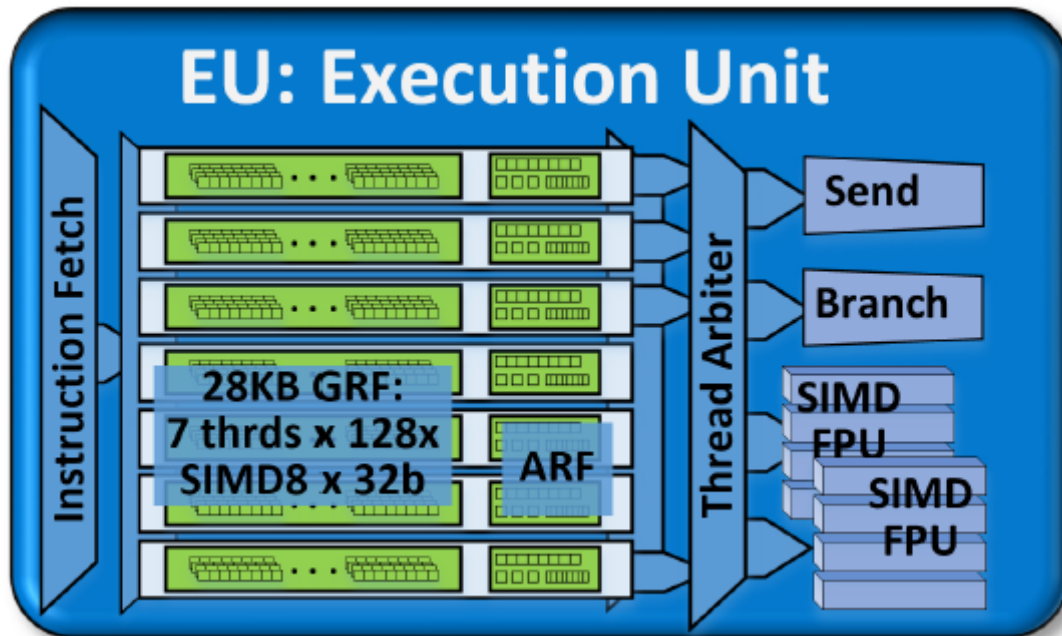 EU: Execution Unit
Instruction Fetch
28KB GRF:
7 thrds x 128x
SIMD8 x 32b
ARF
Thread Arbiter
Send
Branch
SIMD
FPU
SIMD
FPU